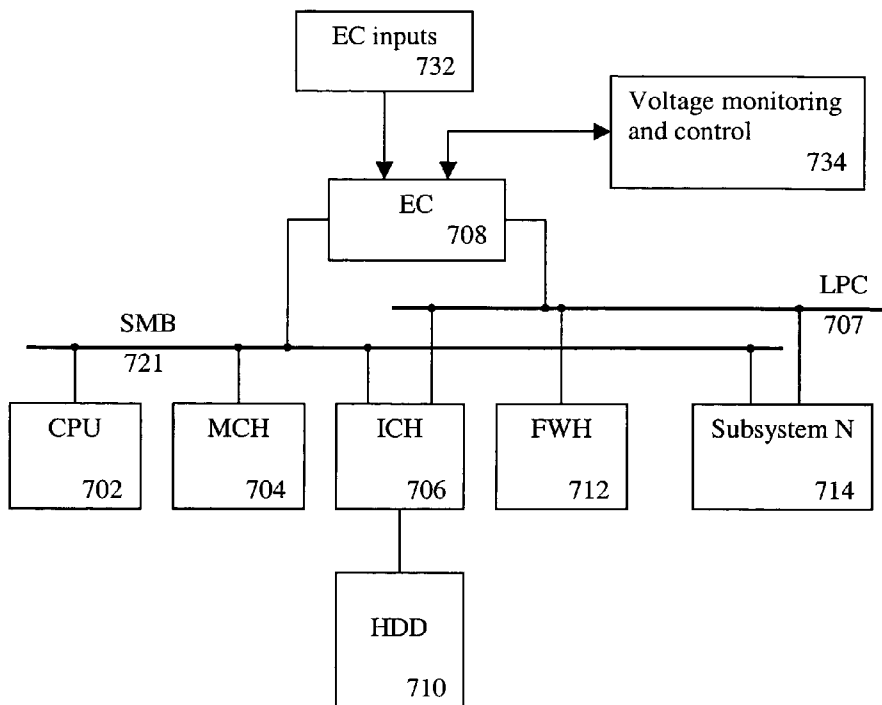 EC inputs
732
Voltage monitoring
and control
734
EC
708
LPC
707
SMB
721
CPU
702
MCH
704
ICH
706
FWH
712
Subsystem N
714
HDD
710